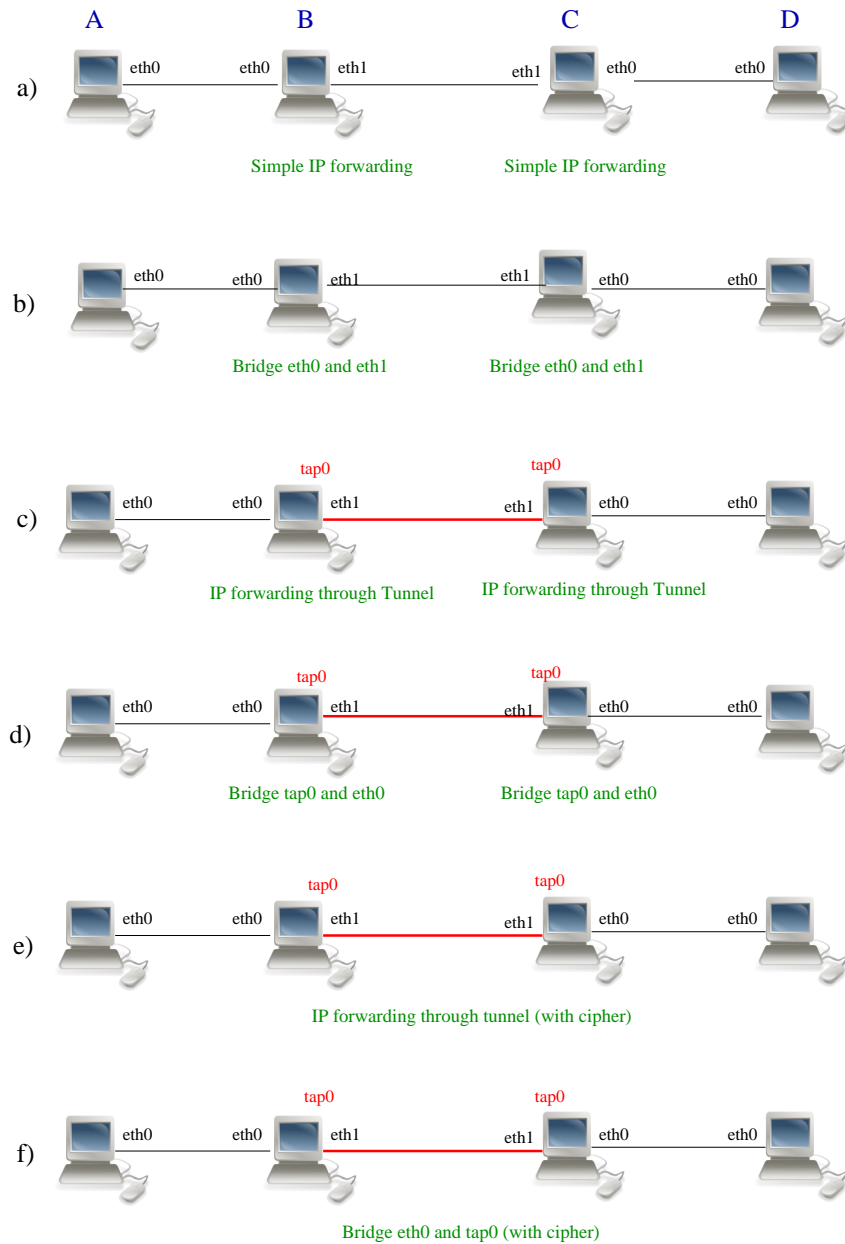 A B C D
eth0 eth0 eth1 eth1 eth0 eth0
a)
Simple IP forwarding Simple IP forwarding
eth0 eth0 eth1 eth1 eth0 eth0
b)
Bridge eth0 and eth1 Bridge eth0 and eth1
tap0 tap0
eth0 eth0 eth1 eth1 eth0 eth0
c)
IP forwarding through Tunnel IP forwarding through Tunnel
tap0 tap0
eth0 eth0 eth1 eth1 eth0 eth0
d)
Bridge tap0 and eth0 Bridge tap0 and eth0
tap0 tap0
eth0 eth0 eth1 eth1 eth0 eth0
e)
IP forwarding through tunnel (with cipher)
tap0 tap0
eth0 eth0 eth1 eth1 eth0 eth0
f)
Bridge eth0 and tap0 (with cipher)